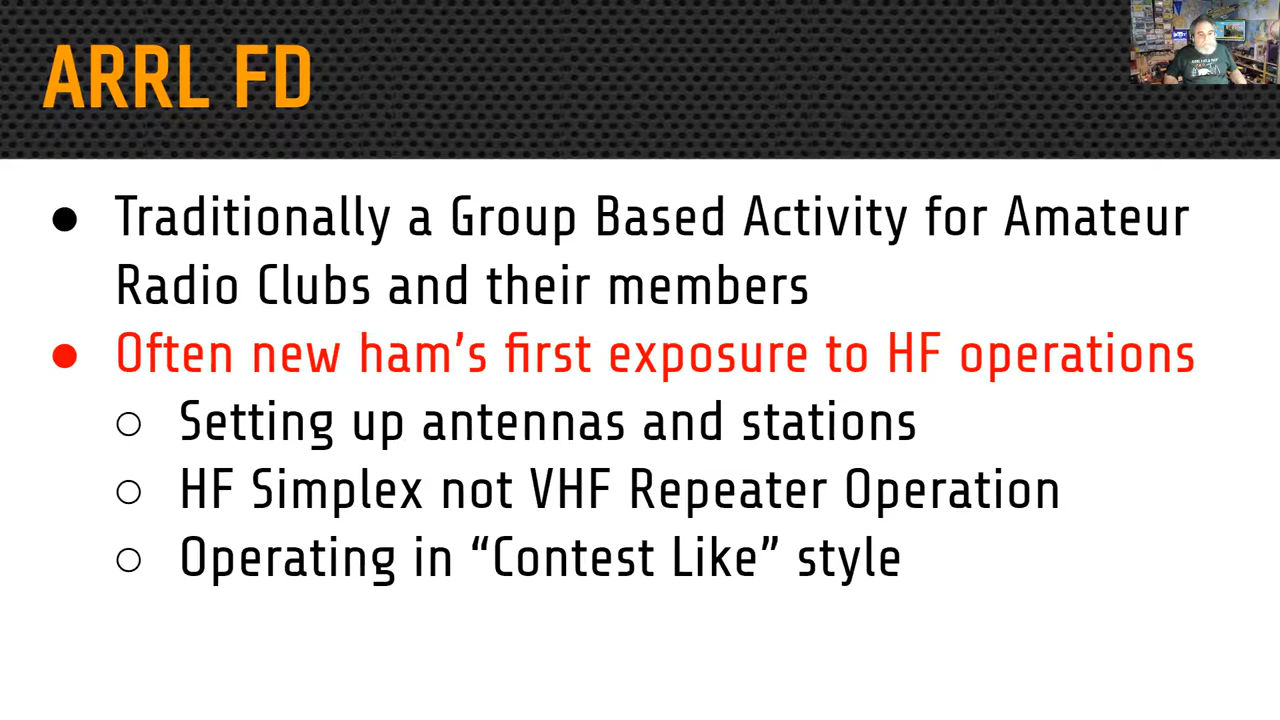 ARRL FD
● Traditionally a Group Based Activity for Amateur
Radio Clubs and their members
● Often new ham’s first exposure to HF operations
○ Setting up antennas and stations
○ HF Simplex not VHF Repeater Operation
○ Operating in “Contest Like” style